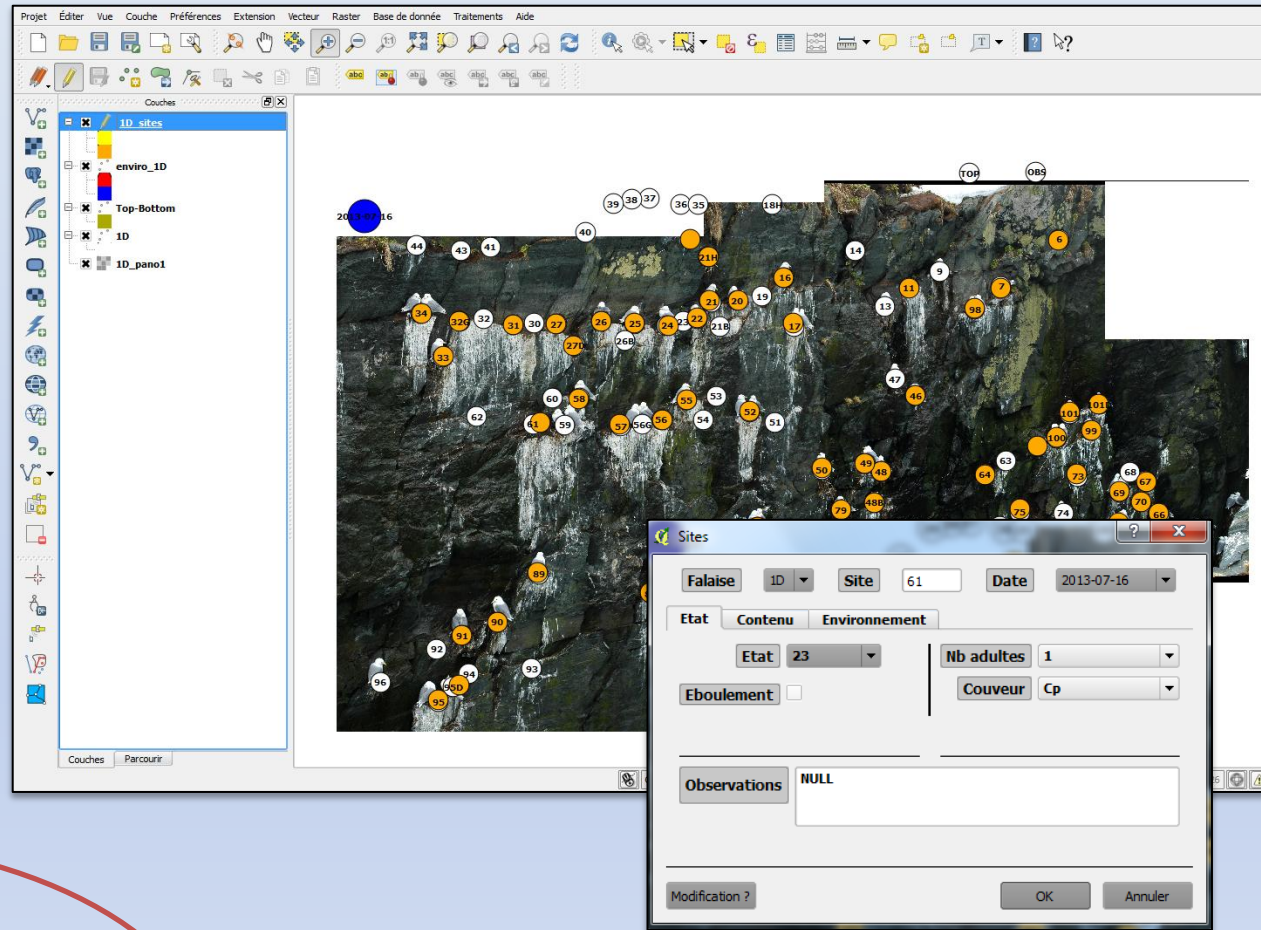 Projet Éditer Vue Couche Préférences Extension Vecteur Raster Base de donnée Traitements Aide
Couches
1D sites
enviro_1D
Top-Bottom
1D
1D_pano1
Couches Parcourir
TOP OBS
39 38 37 36 35 18H
2013-07-16
40
44 43 41 14 6
21H
16 9
11 7
34 21 20 19 13 98
32G 32 31 30 27 26 25 24 23 22 21B 17
26B
27D
33
47
60 58 55 53 46
62 61 59 57 56G 56 54 52 51 101
99
100
50 49 48 64 63 73 68
69 67
79 48B 75 74 70 66
89
90
91
92
96 95D 94 93
95
Sites
Falaise 1D Site 61 Date 2013-07-16
Etat Contenu Environnement
Etat 23 Nb adultes 1
Eboulement Couveur Cp
Observations NULL
Modification ? OK Annuler